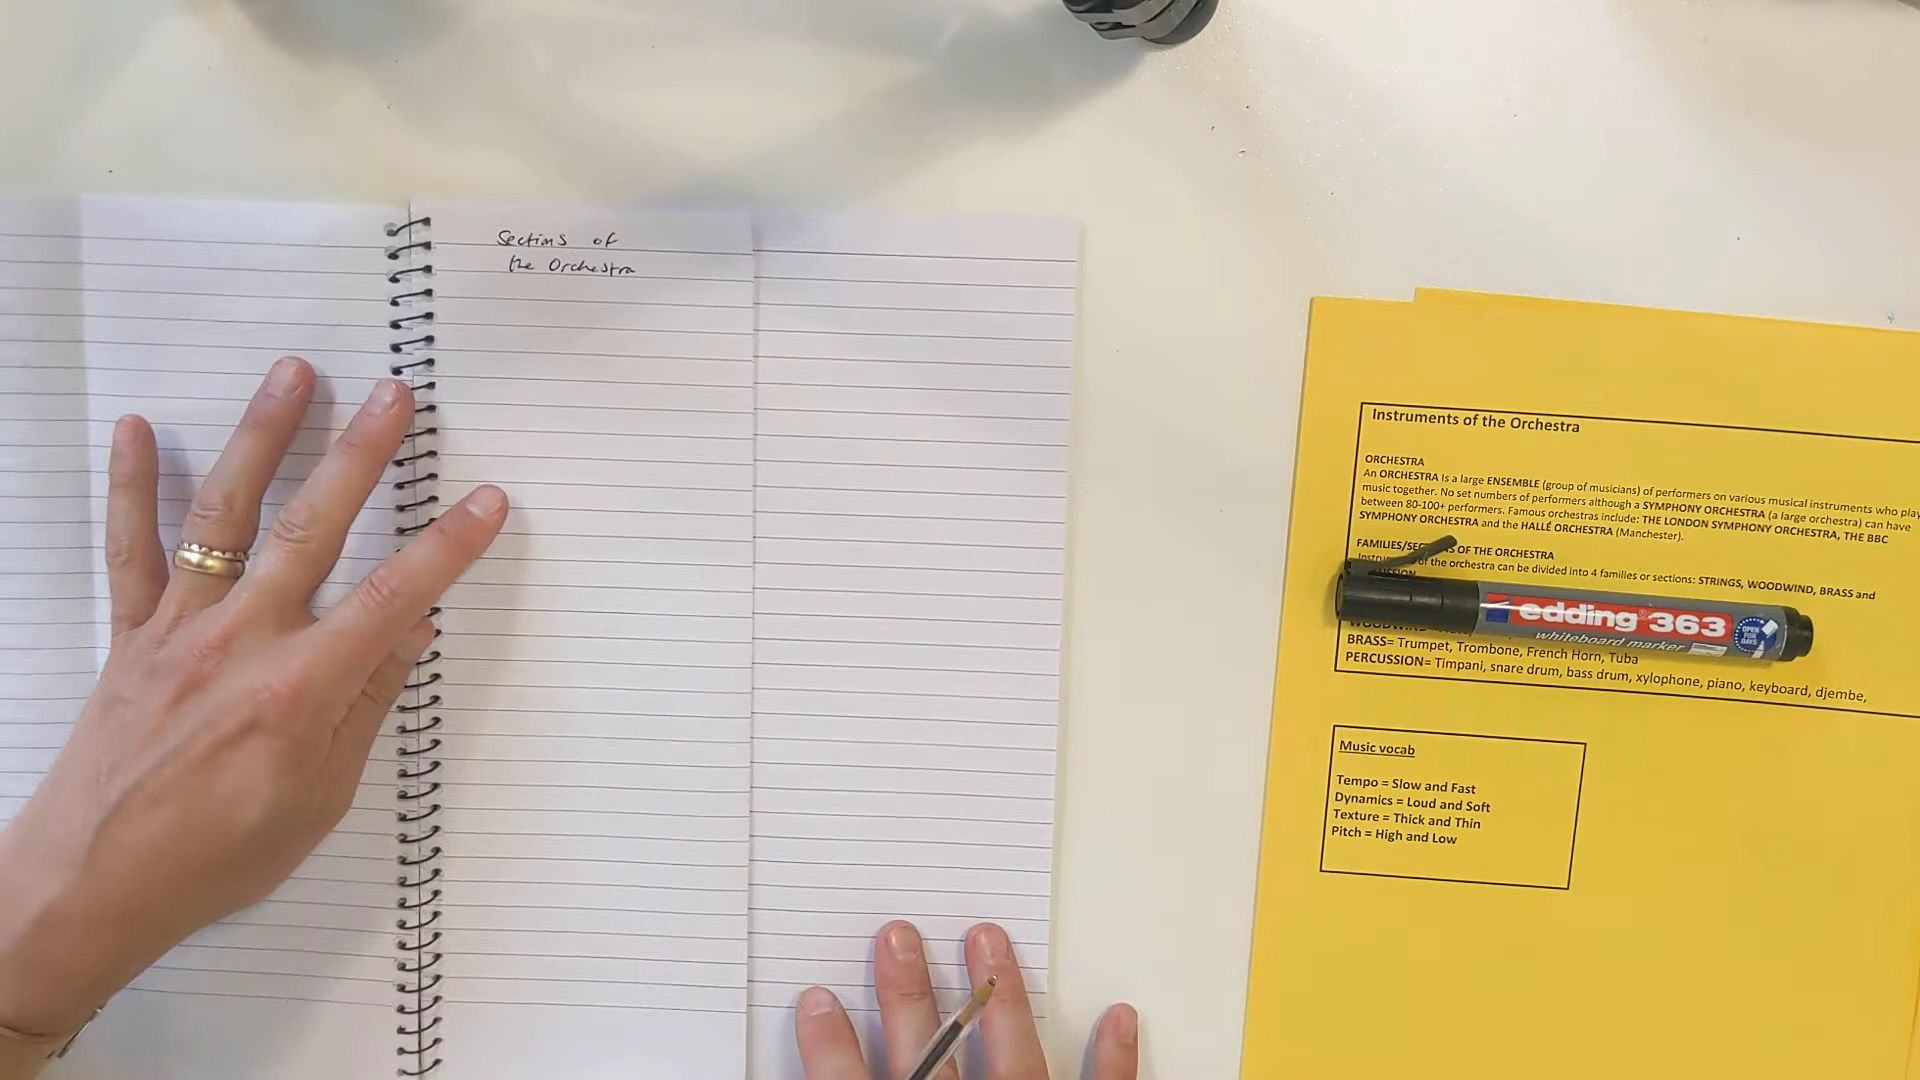 Sections of
the Orchestra
Instruments of the Orchestra
ORCHESTRA
An ORCHESTRA Is a large ENSEMBLE (group of musicians) of performers on various musical instruments who play
music together. No set numbers of performers although a SYMPHONY ORCHESTRA (a large orchestra) can have
between 80-100+ performers. Famous orchestras include: THE LONDON SYMPHONY ORCHESTRA, THE BBC
SYMPHONY ORCHESTRA and the HALLÉ ORCHESTRA (Manchester).
OF THE ORCHESTRA
of the orchestra can be divided into 4 families or sections: STRINGS, WOODWIND, BRASS and
BRASS= Trumpet, Trombone, French Horn, Tuba
PERCUSSION= Timpani, snare drum, bass drum, xylophone, piano, keyboard, djembe,
edding 363
whiteboard marker
OPEN
FOR
DAYS
Music vocab
Tempo = Slow and Fast
Dynamics = Loud and Soft
Texture = Thick and Thin
Pitch = High and Low